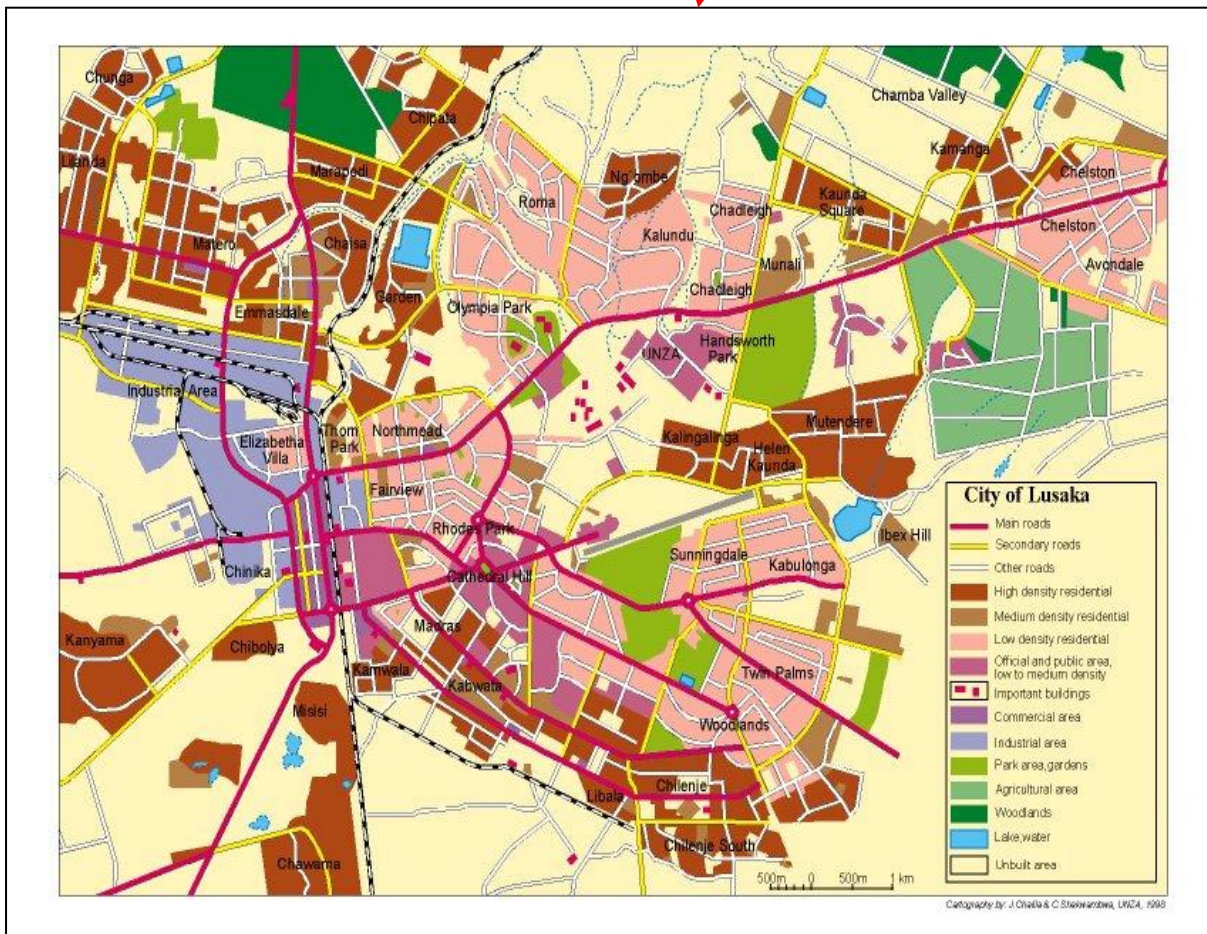 Chunga
Chipata
Chamba Valley
Lilanda
Marapodi
Kamanga
Chelston
Ng'ombe
Kaunda
Square
Roma
Chadleigh
Chelston
Matero
Chaisa
Kalundu
Munali
Avondale
Garden
Chadleigh
Emmasdale
Olympia Park
UNZA
Handsworth
Park
Industrial Area
Elizabetha
Villa
Thorn
Park
Northmead
Kalingalinga
Helen
Kaunda
Mutendere
Fairview
Rhodes Park
Sunningdale
Kabulonga
Ibex Hill
Chinika
Cathedral Hill
Kanyama
Chibolya
Madras
Kamwala
Kabwata
Twin Palms
Misisi
Woodlands
Libala
Chilenje
Chilenje South
Chawama
City of Lusaka
Main roads
Secondary roads
Other roads
High density residential
Medium density residential
Low density residential
Official and public area,
low to medium density
Important buildings
Commercial area
Industrial area
Park area,gardens
Agricultural area
Woodlands
Lake,water
Unbuilt area
500m 0 500m 1 km
Cartography by: J.Chalila & C. UNZA, 1998